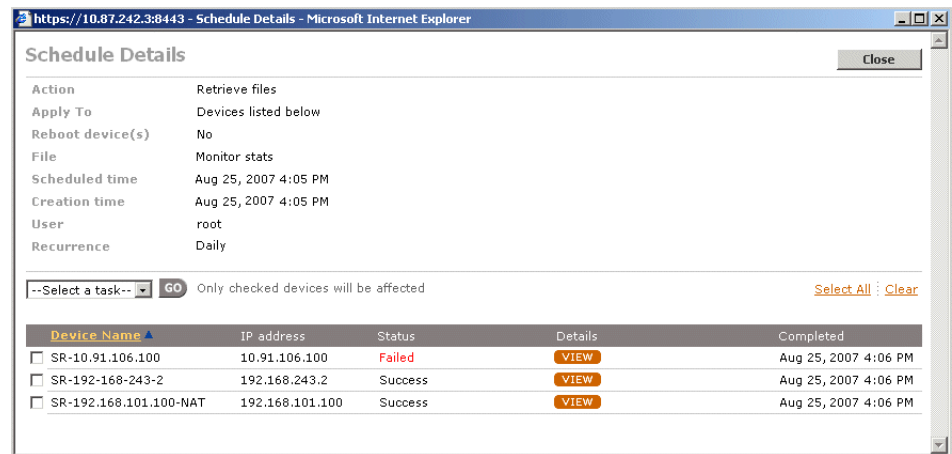 https://10.87.242.3:8443 - Schedule Details - Microsoft Internet Explorer
Schedule Details
Close
Action Retrieve files
Apply To Devices listed below
Reboot device(s) No
File Monitor stats
Scheduled time Aug 25, 2007 4:05 PM
Creation time Aug 25, 2007 4:05 PM
User root
Recurrence Daily
--Select a task-- GO Only checked devices will be affected Select All Clear
Device Name IP address Status Details Completed
SR-10.91.106.100 10.91.106.100 Failed VIEW Aug 25, 2007 4:06 PM
SR-192-168-243-2 192.168.243.2 Success VIEW Aug 25, 2007 4:06 PM
SR-192.168.101.100-NAT 192.168.101.100 Success VIEW Aug 25, 2007 4:06 PM